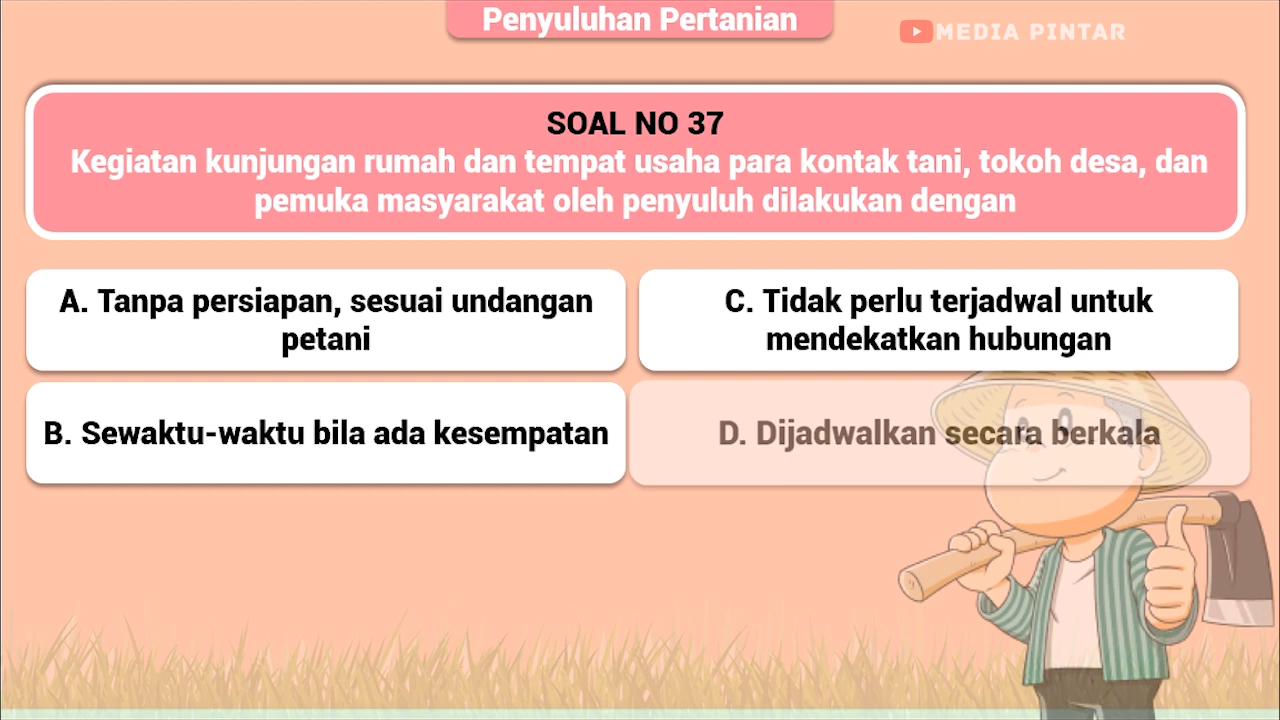 Penyuluhan Pertanian
MEDIA PINTAR
SOAL NO 37
Kegiatan kunjungan rumah dan tempat usaha para kontak tani, tokoh desa, dan
pemuka masyarakat oleh penyuluh dilakukan dengan
A. Tanpa persiapan, sesuai undangan
petani
B. Sewaktu-waktu bila ada kesempatan
C. Tidak perlu terjadwal untuk
mendekatkan hubungan
D. Dijadwalkan secara berkala